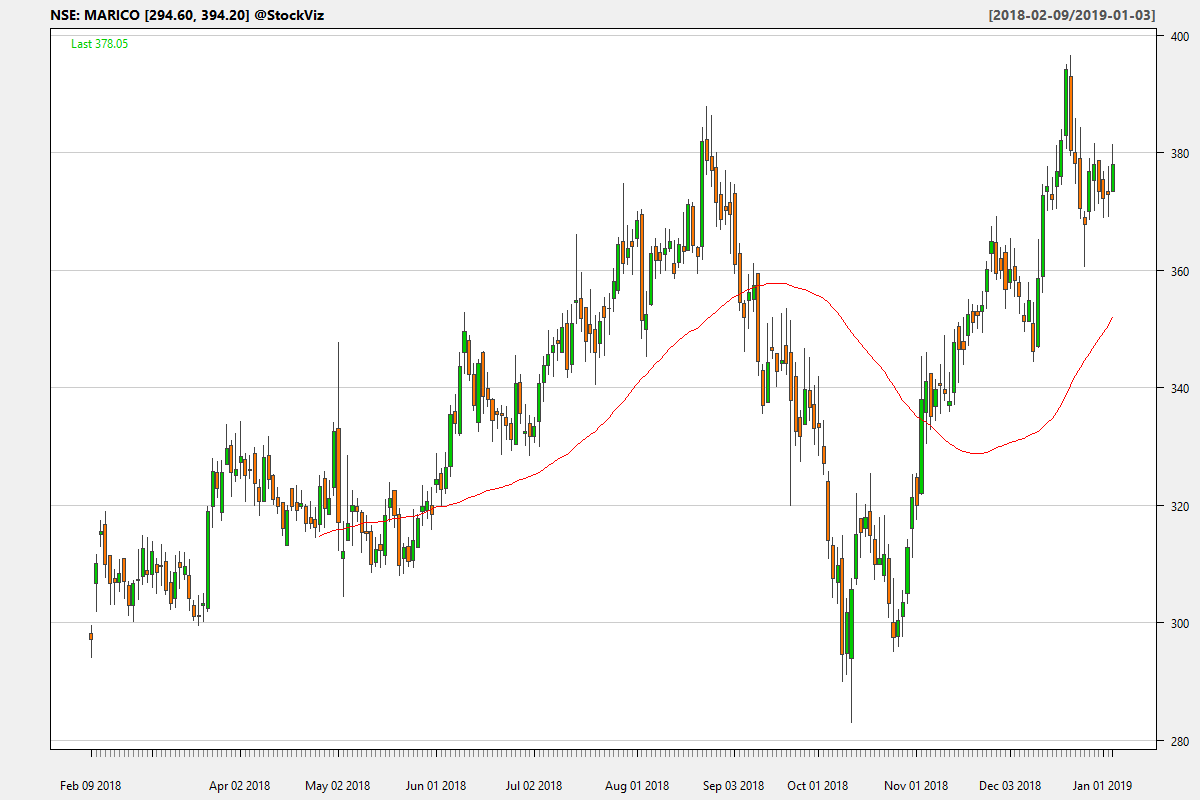 NSE: MARICO [294.60, 394.20] @StockViz
[2018-02-09/2019-01-03]
Last 378.05
400
380
360
340
320
300
280
Feb 09 2018 Apr 02 2018 May 02 2018 Jun 01 2018 Jul 02 2018 Aug 01 2018 Sep 03 2018 Oct 01 2018 Nov 01 2018 Dec 03 2018 Jan 01 2019